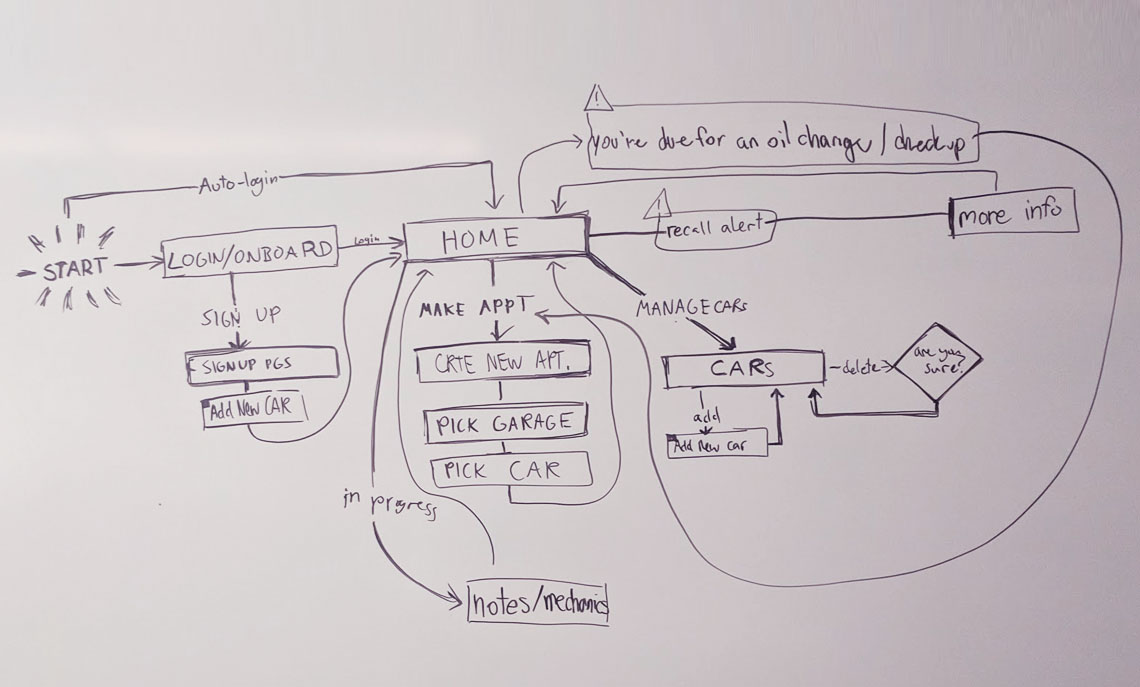 !
you're due for an oil change / checkup
Auto-login
!
recall alert
more info
START
LOGIN/ONBOARD
Login
HOME
SIGN UP
MAKE APPT
MANAGE CARS
SIGNUP PGS
CRTE NEW APT.
CARS
delete
are you
sure?
Add New CAR
PICK GARAGE
add
Add New Car
PICK CAR
in progress
notes/mechanic